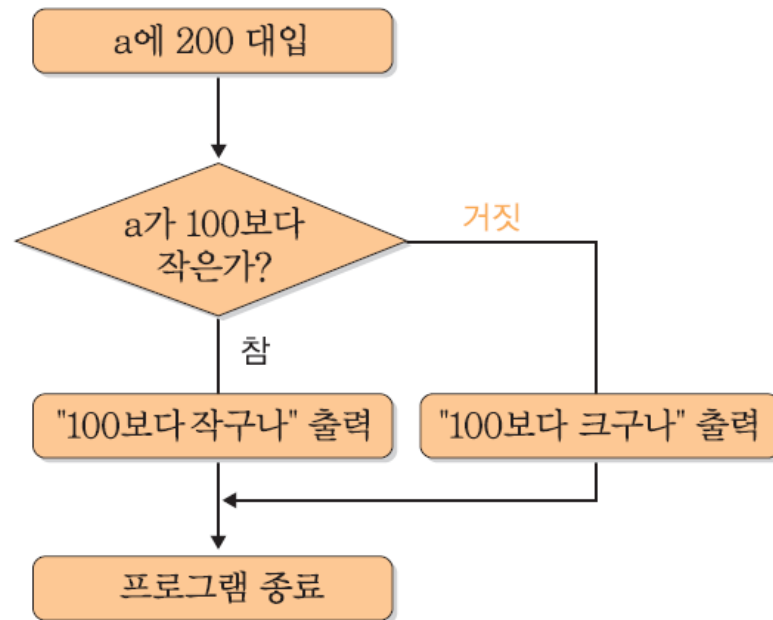 a에 200 대입
a가 100보다
작은가?
거짓
참
"100보다 작구나" 출력
"100보다 크구나" 출력
프로그램 종료